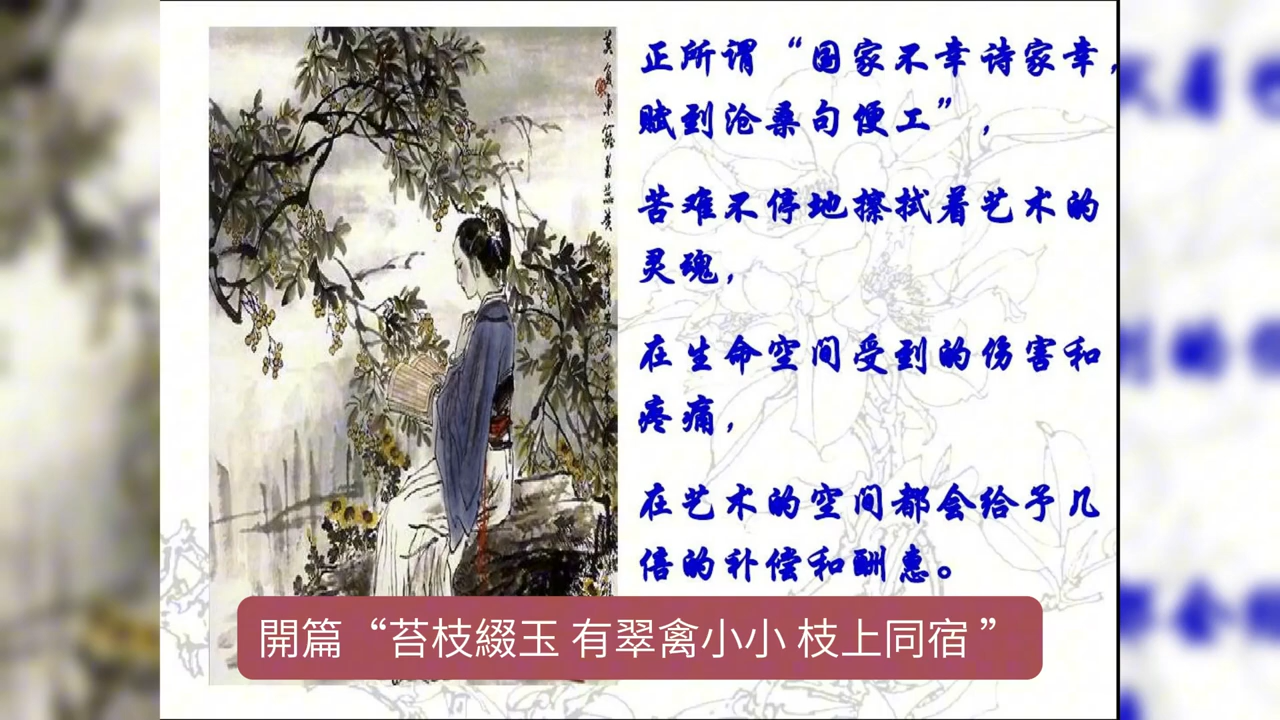 正所谓“国家不幸诗家幸，
赋到沧桑句便工”，
苦难不停地擦拭着艺术的
灵魂，
在生命空间受到的伤害和
疼痛，
在艺术的空间都会给予几
倍的补偿和酬惠。
開篇“苔枝綴玉 有翠禽小小 枝上同宿 ”